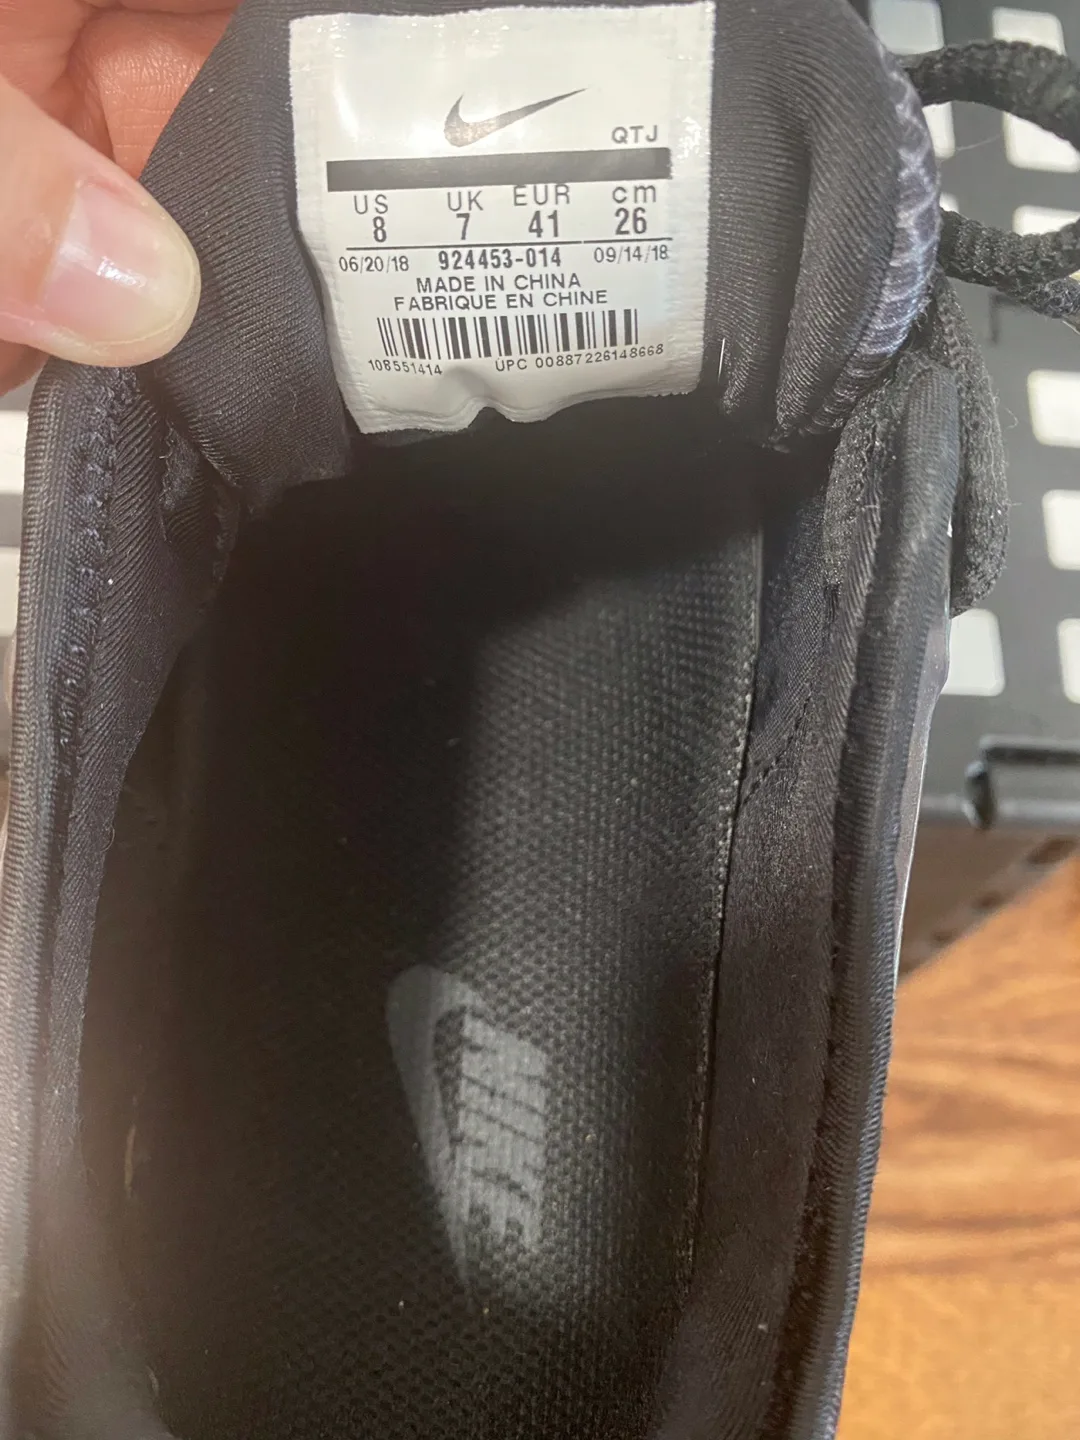 QTJ
US UK EUR cm
8 7 41 26
06/20/18 924453-014 09/14/18
MADE IN CHINA
FABRIQUE EN CHINE
108551414 UPC 00887226148668
NIKE